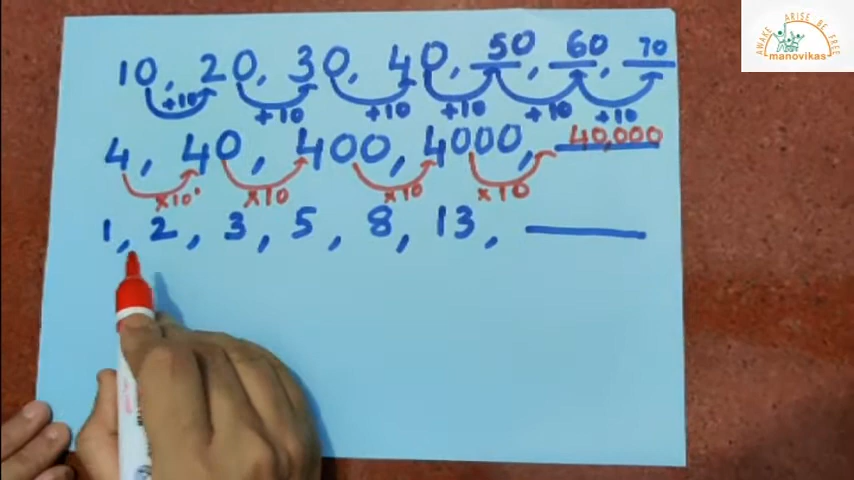 AWAKE ARISE BE FREE
manovikas
10, 20, 30, 40, 50, 60, 70
+10 +10 +10 +10 +10 +10
4, 40, 400, 4000, 40,000
×10 ×10 ×10 ×10
1, 2, 3, 5, 8, 13,